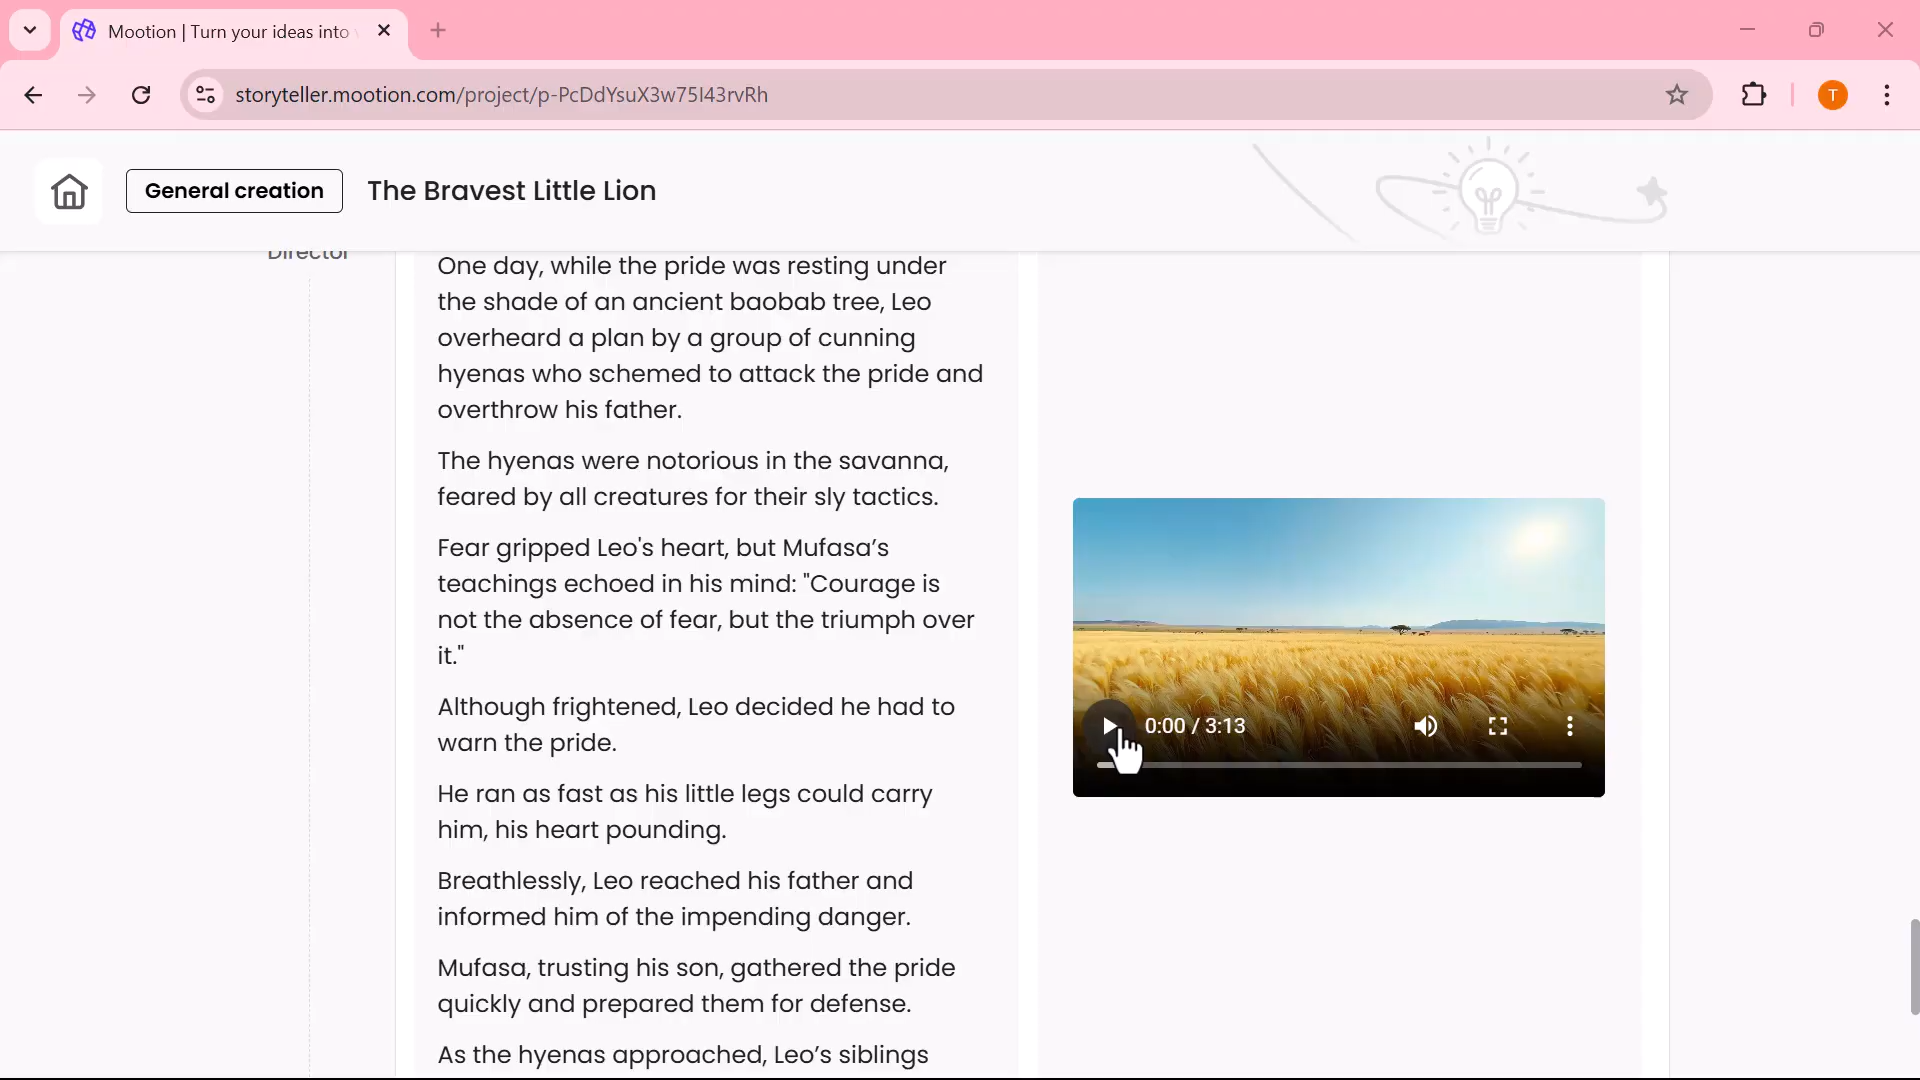 Mootion | Turn your ideas into
storyteller.mootion.com/project/p-PcDdYsuX3w75I43rvRh
T
General creation
The Bravest Little Lion
Director
One day, while the pride was resting under
the shade of an ancient baobab tree, Leo
overheard a plan by a group of cunning
hyenas who schemed to attack the pride and
overthrow his father.
The hyenas were notorious in the savanna,
feared by all creatures for their sly tactics.
Fear gripped Leo's heart, but Mufasa’s
teachings echoed in his mind: "Courage is
not the absence of fear, but the triumph over
it."
Although frightened, Leo decided he had to
warn the pride.
He ran as fast as his little legs could carry
him, his heart pounding.
Breathlessly, Leo reached his father and
informed him of the impending danger.
Mufasa, trusting his son, gathered the pride
quickly and prepared them for defense.
As the hyenas approached, Leo’s siblings
0:00 / 3:13